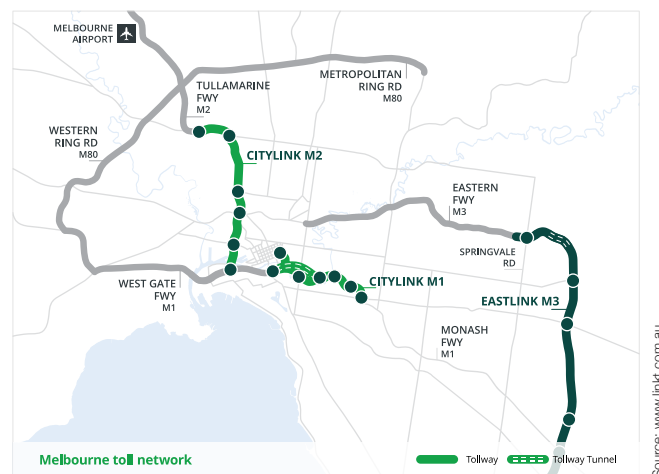 MELBOURNE
AIRPORT
METROPOLITAN
RING RD
M80
TULLAMARINE
FWY
M2
WESTERN
RING RD
M80
CITYLINK M2
EASTERN
FWY
M3
SPRINGVALE
RD
WEST GATE
FWY
M1
CITYLINK M1
EASTLINK M3
MONASH
FWY
M1
Melbourne toll network
Tollway
Tollway Tunnel
Source: www.linkt.com.au